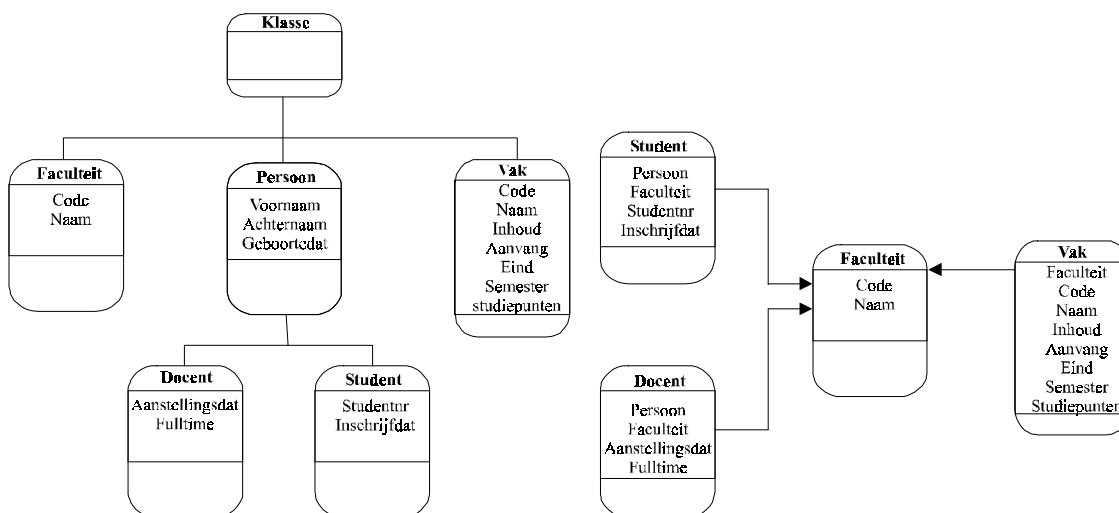 Klasse
Faculteit
Code
Naam
Persoon
Voornaam
Achternaam
Geboortedat
Vak
Code
Naam
Inhoud
Aanvang
Eind
Semester
studiepunten
Docent
Aanstellingsdat
Fulltime
Student
Studentnr
Inschrijfdat
Student
Persoon
Faculteit
Studentnr
Inschrijfdat
Docent
Persoon
Faculteit
Aanstellingsdat
Fulltime
Faculteit
Code
Naam
Vak
Faculteit
Code
Naam
Inhoud
Aanvang
Eind
Semester
Studiepunten